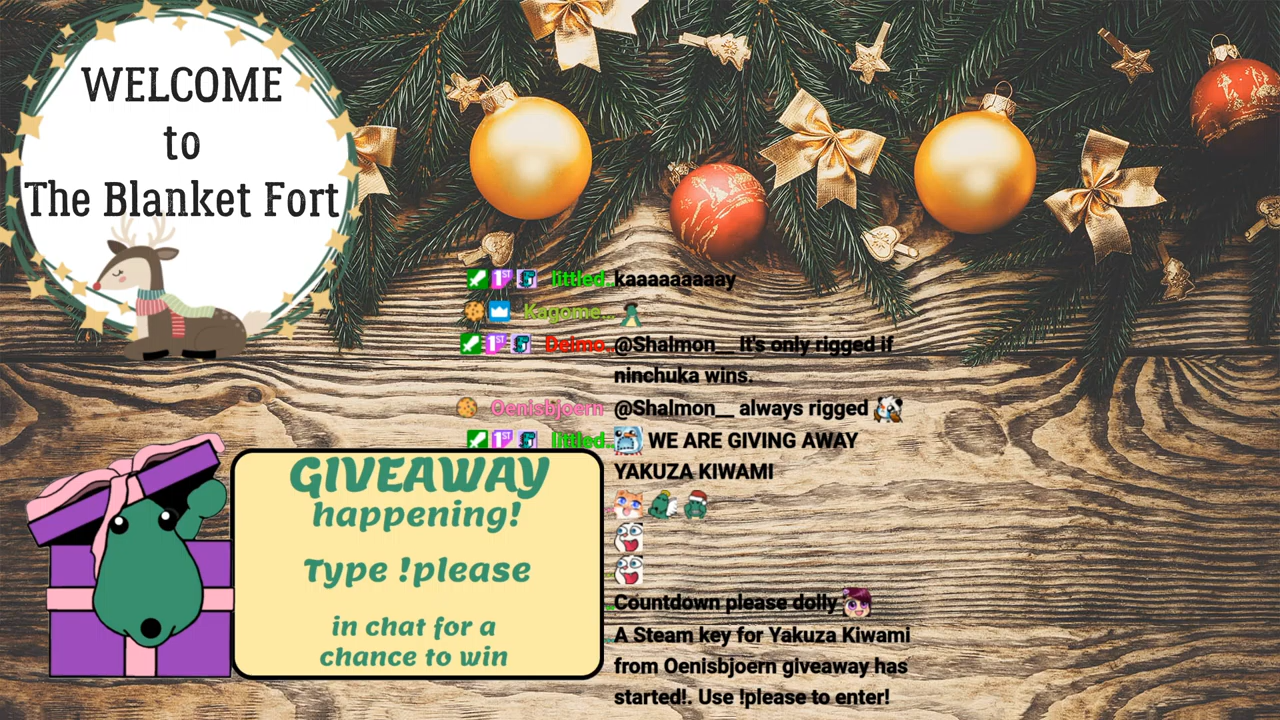 WELCOME
to
The Blanket Fort
littled.. kaaaaaaaaay
Kagome...
Deimo.. @Shalmon__ It's only rigged if
ninchuka wins.
Oenisbjoern @Shalmon__ always rigged
littled.. WE ARE GIVING AWAY
YAKUZA KIWAMI
Countdown please dolly
A Steam key for Yakuza Kiwami
from Oenisbjoern giveaway has
started!. Use !please to enter!
GIVEAWAY
happening!
Type !please
in chat for a
chance to win